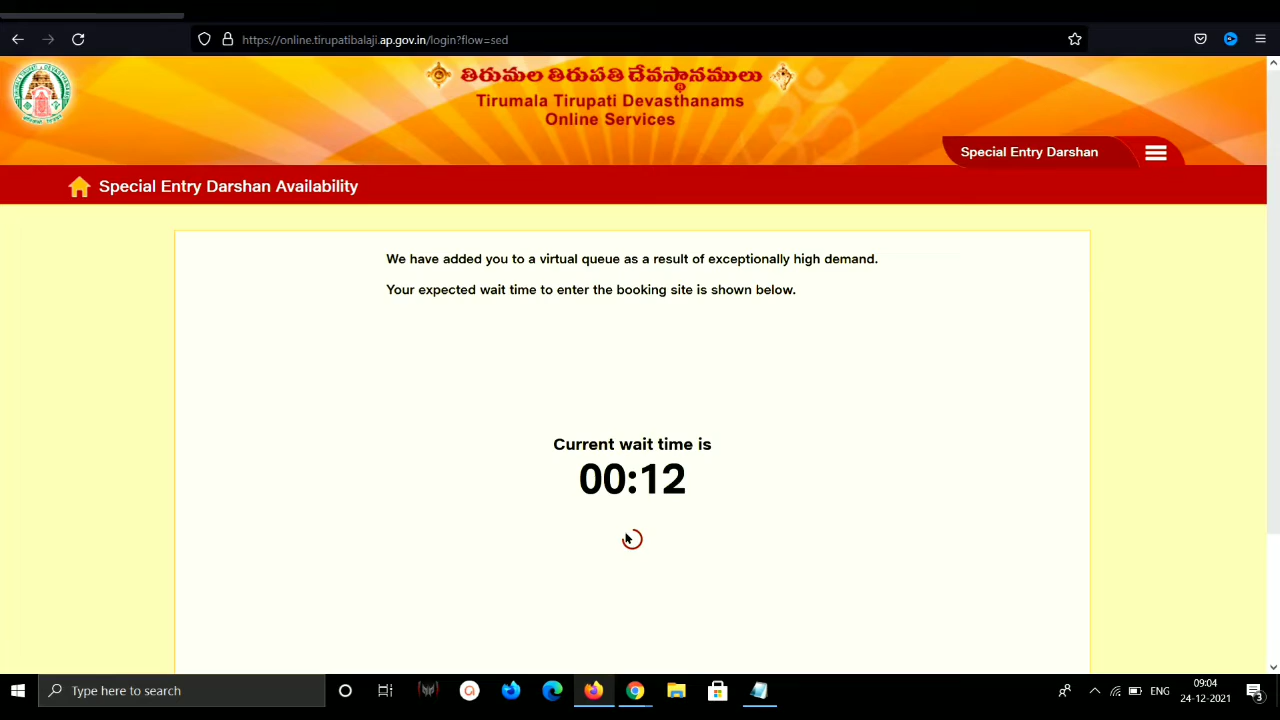 https://online.tirupatibalaji.ap.gov.in/login?flow=sed
తిరుమల తిరుపతి దేవస్థానములు
Tirumala Tirupati Devasthanams
Online Services
Special Entry Darshan
Special Entry Darshan Availability
We have added you to a virtual queue as a result of exceptionally high demand.
Your expected wait time to enter the booking site is shown below.
Current wait time is
00:12
Type here to search
ENG
09:04
24-12-2021
3